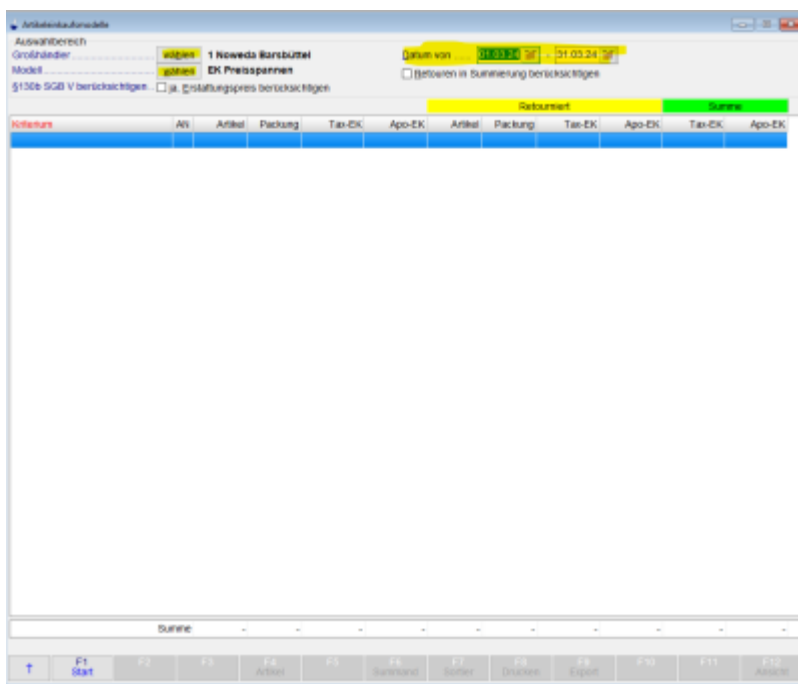 Artikeleinkaufsmodelle
Auswahlbereich
Großhändler wählen 1 Noweda Barsbüttel Datum von 01.03.24 - 31.03.24
Modell wählen EK Preisspannen Retouren in Summierung berücksichtigen
§130b SGB V berücksichtigen ja, Erstattungspreis berücksichtigen
Retourniert Summe
Kriterium AN Artikel Packung Tax-EK Apo-EK Artikel Packung Tax-EK Apo-EK Tax-EK Apo-EK
Summe - - - - - - - - - -
↑ F1 F2 F3 F4 F5 F6 F7 F8 F9 F10 F11 F12
Start Artikel Summand Sortier Drucken Export Ansicht